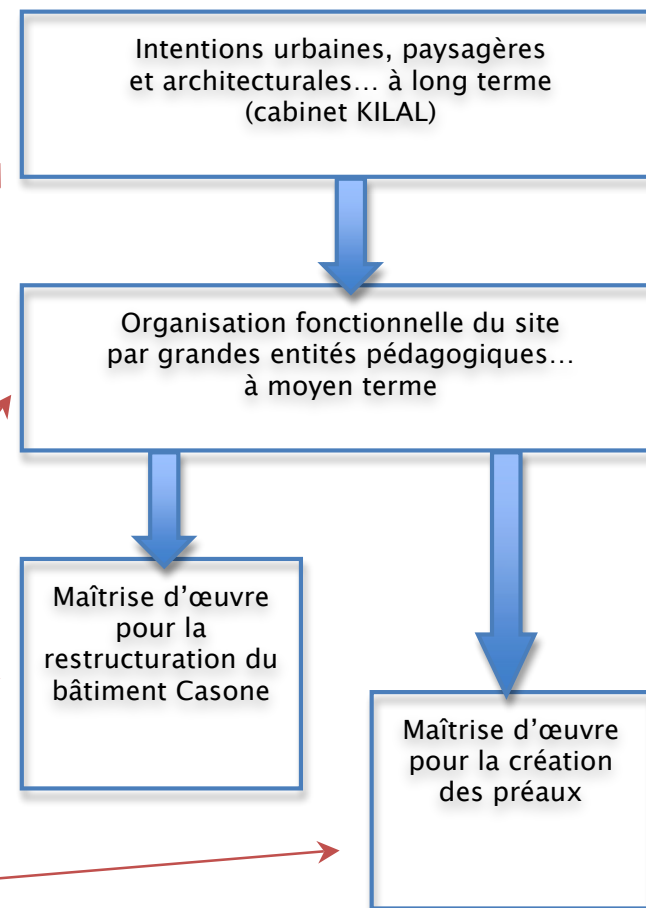 Intentions urbaines, paysagères
et architecturales… à long terme
(cabinet KILAL)
Organisation fonctionnelle du site
par grandes entités pédagogiques…
à moyen terme
Maîtrise d’œuvre
pour la
restructuration du
bâtiment Casone
Maîtrise d’œuvre
pour la création
des préaux